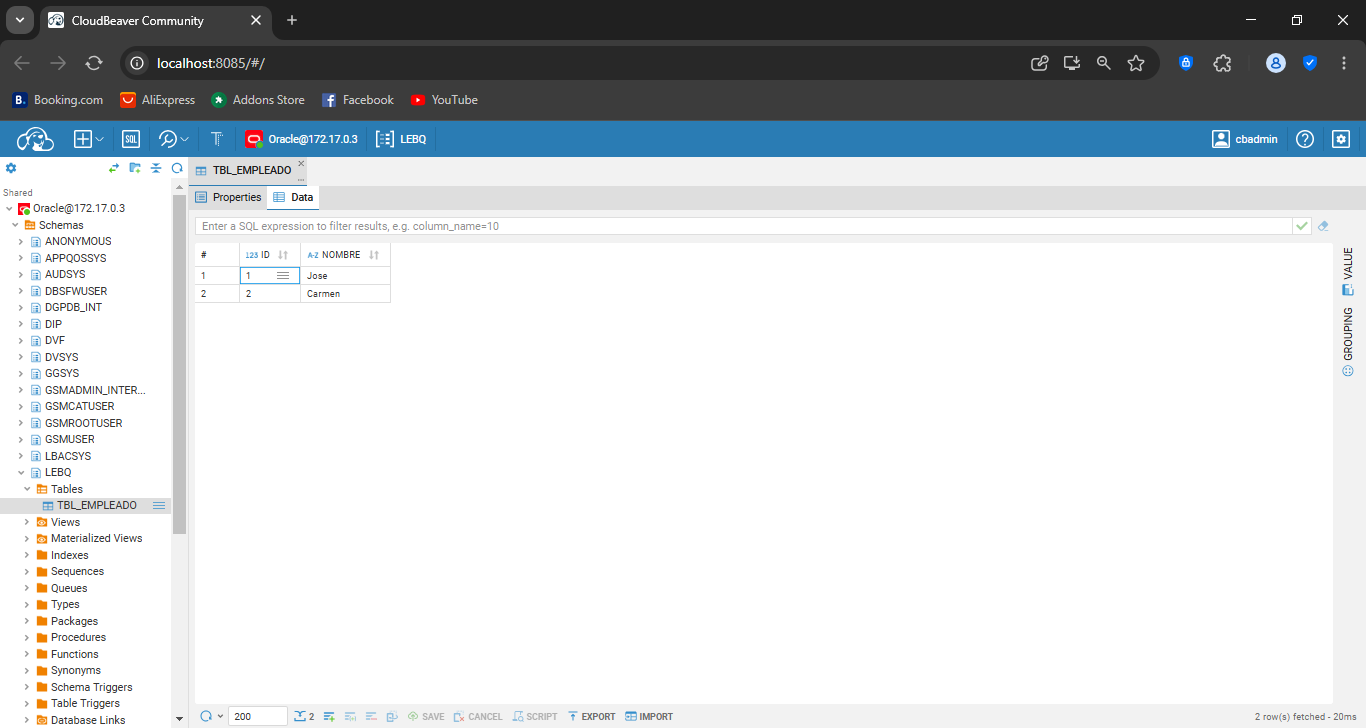 CloudBeaver Community
localhost:8085/#/
B. Booking.com AliExpress Addons Store Facebook YouTube
SQL Oracle@172.17.0.3 LEBQ cbadmin
Shared
Oracle@172.17.0.3
Schemas
ANONYMOUS
APPQOSSYS
AUDSYS
DBSFWUSER
DGPDB_INT
DIP
DVF
DVSYS
GGSYS
GSMADMIN_INTER...
GSMCATUSER
GSMROOTUSER
GSMUSER
LBACSYS
LEBQ
Tables
TBL_EMPLEADO
Views
Materialized Views
Indexes
Sequences
Queues
Types
Packages
Procedures
Functions
Synonyms
Schema Triggers
Table Triggers
Database Links
TBL_EMPLEADO
Properties Data
Enter a SQL expression to filter results, e.g. column_name=10
# 123 ID A-Z NOMBRE
1 1 Jose
2 2 Carmen
VALUE
GROUPING
200 2 SAVE CANCEL SCRIPT EXPORT IMPORT 2 row(s) fetched - 20ms